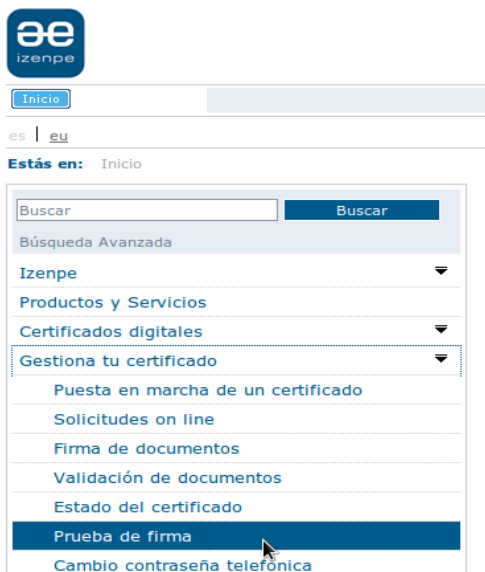 izenpe
Inicio
es | eu
Estás en: Inicio
Buscar Buscar
Búsqueda Avanzada
Izenpe
Productos y Servicios
Certificados digitales
Gestiona tu certificado
Puesta en marcha de un certificado
Solicitudes on line
Firma de documentos
Validación de documentos
Estado del certificado
Prueba de firma
Cambio contraseña telefónica